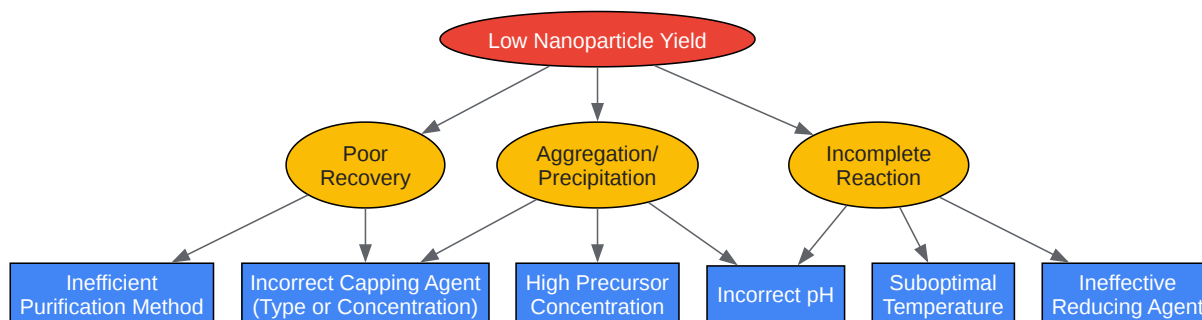 Low Nanoparticle Yield
Poor
Recovery
Aggregation/
Precipitation
Incomplete
Reaction
Inefficient
Purification Method
Incorrect Capping Agent
(Type or Concentration)
High Precursor
Concentration
Incorrect pH
Suboptimal
Temperature
Ineffective
Reducing Agent